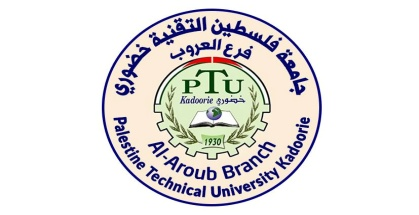 جامعة فلسطين التقنية خضوري
فرع العروب
PTU
Kadoorie خضوري
1930
Al-Aroub Branch
Palestine Technical University Kadoorie